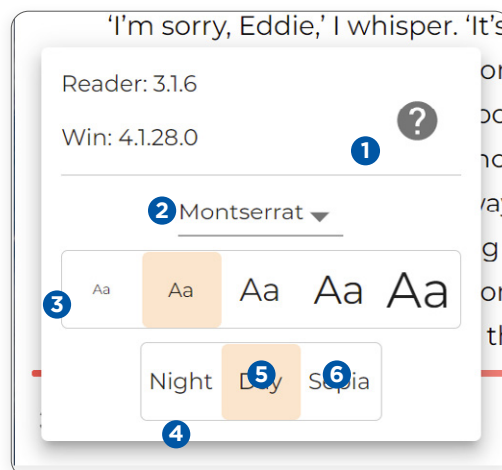 ‘I’m sorry, Eddie,’ I whisper. ‘It’s
Reader: 3.1.6
?
Win: 4.1.28.0
1
2 Montserrat
3 Aa Aa Aa Aa Aa
Night Day 5 Sepia 6
4